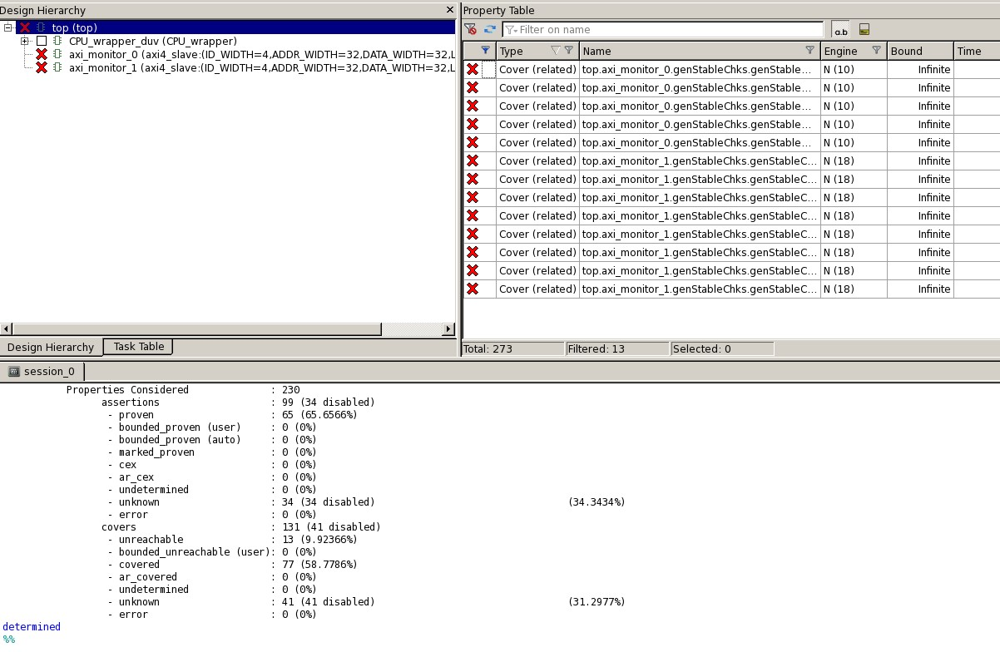 Design Hierarchy
top (top)
CPU_wrapper_duv (CPU_wrapper)
axi_monitor_0 (axi4_slave:(ID_WIDTH=4,ADDR_WIDTH=32,DATA_WIDTH=32,L
axi_monitor_1 (axi4_slave:(ID_WIDTH=4,ADDR_WIDTH=32,DATA_WIDTH=32,L
Design Hierarchy Task Table
Property Table
Filter on name a.b
Type Name Engine Bound Time
Cover (related) top.axi_monitor_0.genStableChks.genStable... N (10) Infinite
Cover (related) top.axi_monitor_0.genStableChks.genStable... N (10) Infinite
Cover (related) top.axi_monitor_0.genStableChks.genStable... N (10) Infinite
Cover (related) top.axi_monitor_0.genStableChks.genStable... N (10) Infinite
Cover (related) top.axi_monitor_0.genStableChks.genStable... N (10) Infinite
Cover (related) top.axi_monitor_1.genStableChks.genStableC... N (18) Infinite
Cover (related) top.axi_monitor_1.genStableChks.genStableC... N (18) Infinite
Cover (related) top.axi_monitor_1.genStableChks.genStableC... N (18) Infinite
Cover (related) top.axi_monitor_1.genStableChks.genStableC... N (18) Infinite
Cover (related) top.axi_monitor_1.genStableChks.genStableC... N (18) Infinite
Cover (related) top.axi_monitor_1.genStableChks.genStableC... N (18) Infinite
Cover (related) top.axi_monitor_1.genStableChks.genStableC... N (18) Infinite
Cover (related) top.axi_monitor_1.genStableChks.genStableC... N (18) Infinite
Total: 273 Filtered: 13 Selected: 0
session_0
Properties Considered : 230
assertions : 99 (34 disabled)
- proven : 65 (65.6566%)
- bounded_proven (user) : 0 (0%)
- bounded_proven (auto) : 0 (0%)
- marked_proven : 0 (0%)
- cex : 0 (0%)
- ar_cex : 0 (0%)
- undetermined : 0 (0%)
- unknown : 34 (34 disabled) (34.3434%)
- error : 0 (0%)
covers : 131 (41 disabled)
- unreachable : 13 (9.92366%)
- bounded_unreachable (user): 0 (0%)
- covered : 77 (58.7786%)
- ar_covered : 0 (0%)
- undetermined : 0 (0%)
- unknown : 41 (41 disabled) (31.2977%)
- error : 0 (0%)
determined
%%